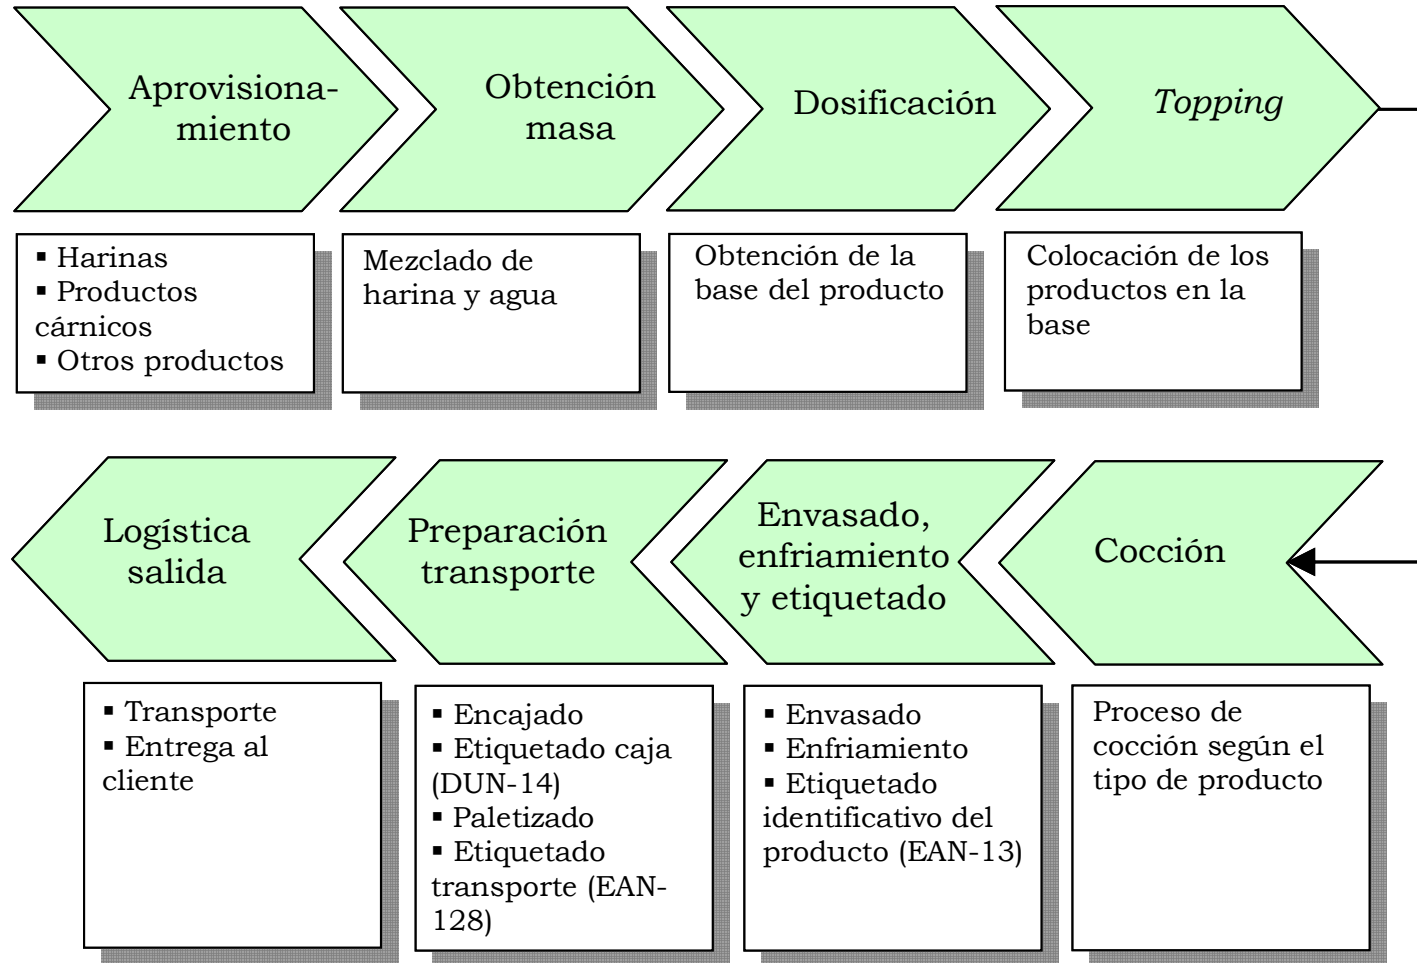 Aprovisiona-
miento
Obtención
masa
Dosificación
Topping
▪ Harinas
▪ Productos
cárnicos
▪ Otros productos
Mezclado de
harina y agua
Obtención de la
base del producto
Colocación de los
productos en la
base
Logística
salida
Preparación
transporte
Envasado,
enfriamiento
y etiquetado
Cocción
▪ Transporte
▪ Entrega al
cliente
▪ Encajado
▪ Etiquetado caja
(DUN-14)
▪ Paletizado
▪ Etiquetado
transporte (EAN-
128)
▪ Envasado
▪ Enfriamiento
▪ Etiquetado
identificativo del
producto (EAN-13)
Proceso de
cocción según el
tipo de producto